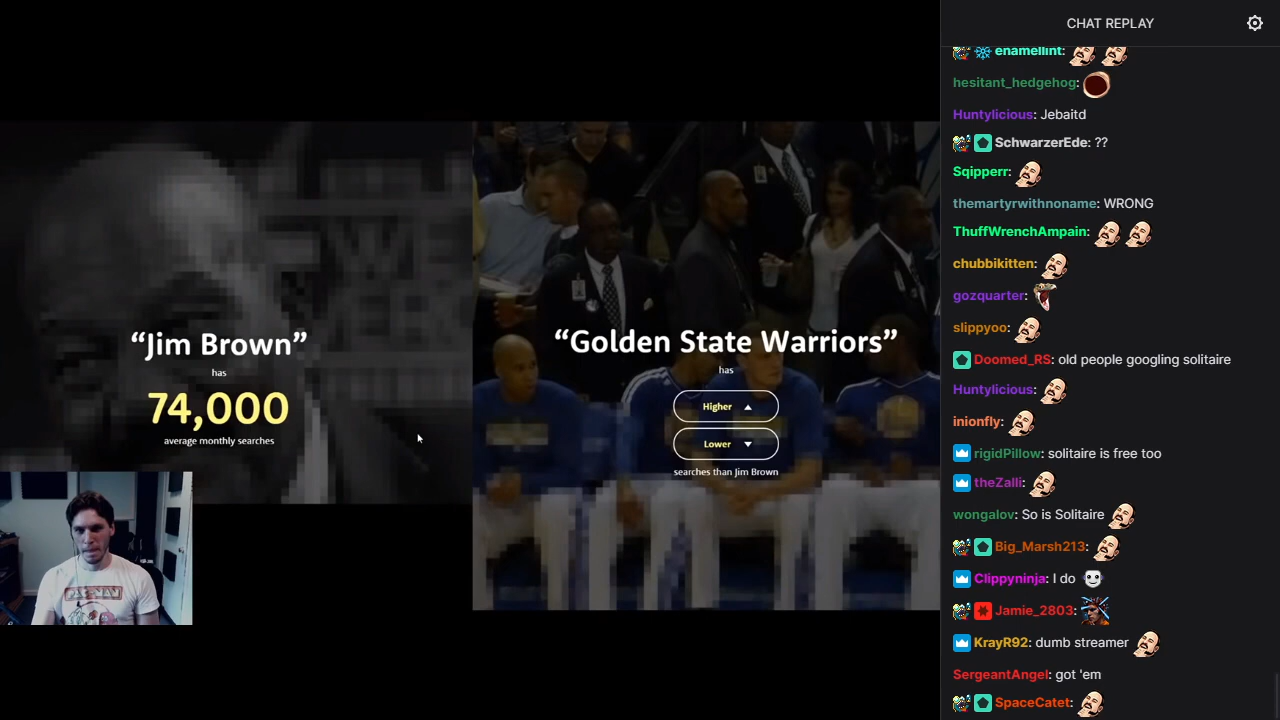 “Jim Brown”
has
74,000
average monthly searches
“Golden State Warriors”
has
Higher
Lower
searches than Jim Brown
CHAT REPLAY
enamellint:
hesitant_hedgehog:
Huntylicious: Jebaitd
SchwarzerEde: ??
Sqipperr:
themartyrwithnoname: WRONG
ThuffWrenchAmpain:
chubbikitten:
gozquarter:
slippyoo:
Doomed_RS: old people googling solitaire
Huntylicious:
inionfly:
rigidPillow: solitaire is free too
theZalli:
wongalov: So is Solitaire
Big_Marsh213:
Clippyninja: I do
Jamie_2803:
KrayR92: dumb streamer
SergeantAngel: got 'em
SpaceCatet: